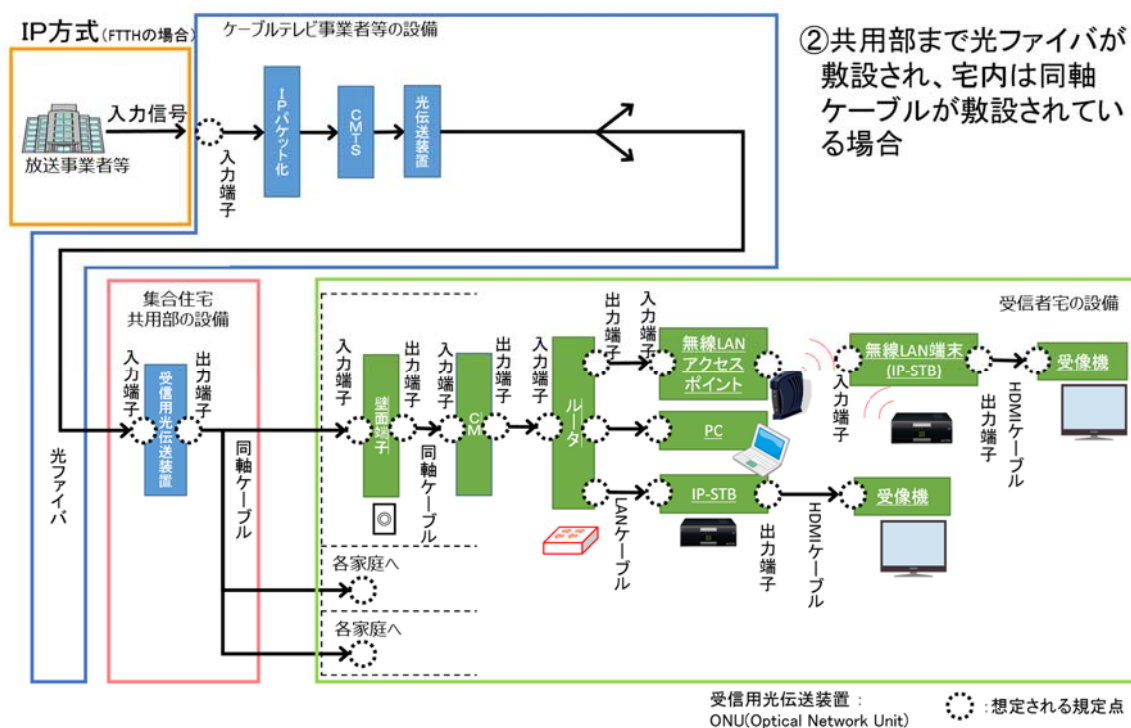 IP方式(FTTHの場合)
ケーブルテレビ事業者等の設備
②共用部まで光ファイバが
敷設され、宅内は同軸
ケーブルが敷設されてい
る場合
入力信号
放送事業者等
入力端子
IPパケット化
CMTS
光伝送装置
集合住宅
共用部の設備
受信者宅の設備
入力端子
受信用光伝送装置
出力端子
光ファイバ
同軸ケーブル
入力端子
壁面端子
出力端子
同軸ケーブル
入力端子
CM
出力端子
入力端子
ルータ
出力端子
入力端子
無線LAN
アクセス
ポイント
入力端子
無線LAN端末
(IP-STB)
出力端子
HDMIケーブル
受像機
PC
LANケーブル
IP-STB
出力端子
HDMIケーブル
受像機
各家庭へ
各家庭へ
受信用光伝送装置：
ONU(Optical Network Unit)
：想定される規定点